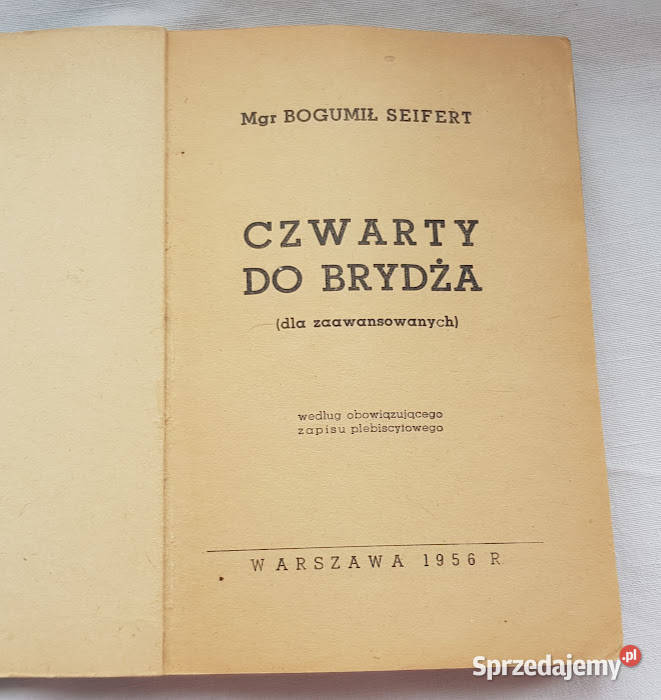 Mgr BOGUMIŁ SEIFERT
CZWARTY
DO BRYDŻA
(dla zaawansowanych)
według obowiązującego
zapisu plebiscytowego
WARSZAWA 1956 R
Sprzedajemy.pl